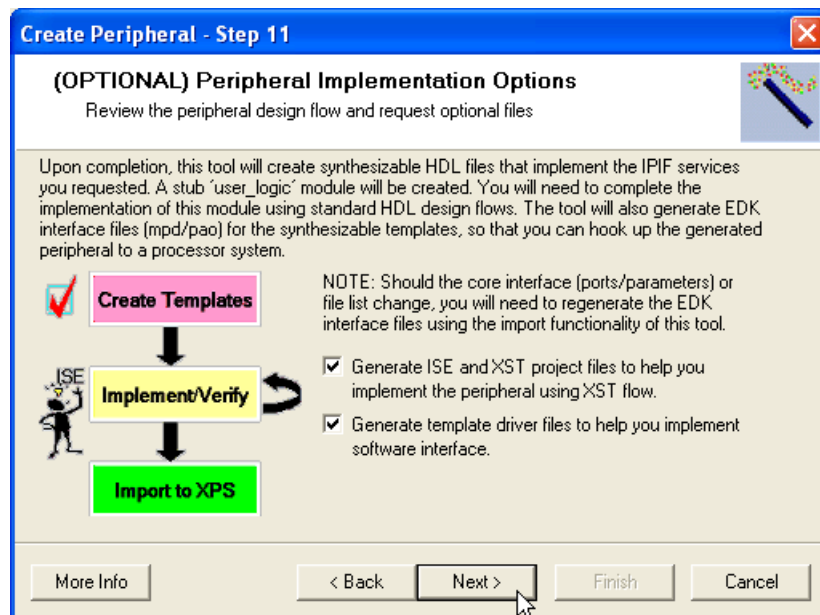 Create Peripheral - Step 11
(OPTIONAL) Peripheral Implementation Options
Review the peripheral design flow and request optional files
Upon completion, this tool will create synthesizable HDL files that implement the IPIF services
you requested. A stub 'user_logic' module will be created. You will need to complete the
implementation of this module using standard HDL design flows. The tool will also generate EDK
interface files (mpd/pao) for the synthesizable templates, so that you can hook up the generated
peripheral to a processor system.
Create Templates
ISE
Implement/Verify
Import to XPS
NOTE: Should the core interface (ports/parameters) or
file list change, you will need to regenerate the EDK
interface files using the import functionality of this tool.
Generate ISE and XST project files to help you
implement the peripheral using XST flow.
Generate template driver files to help you implement
software interface.
More Info
< Back
Next >
Finish
Cancel